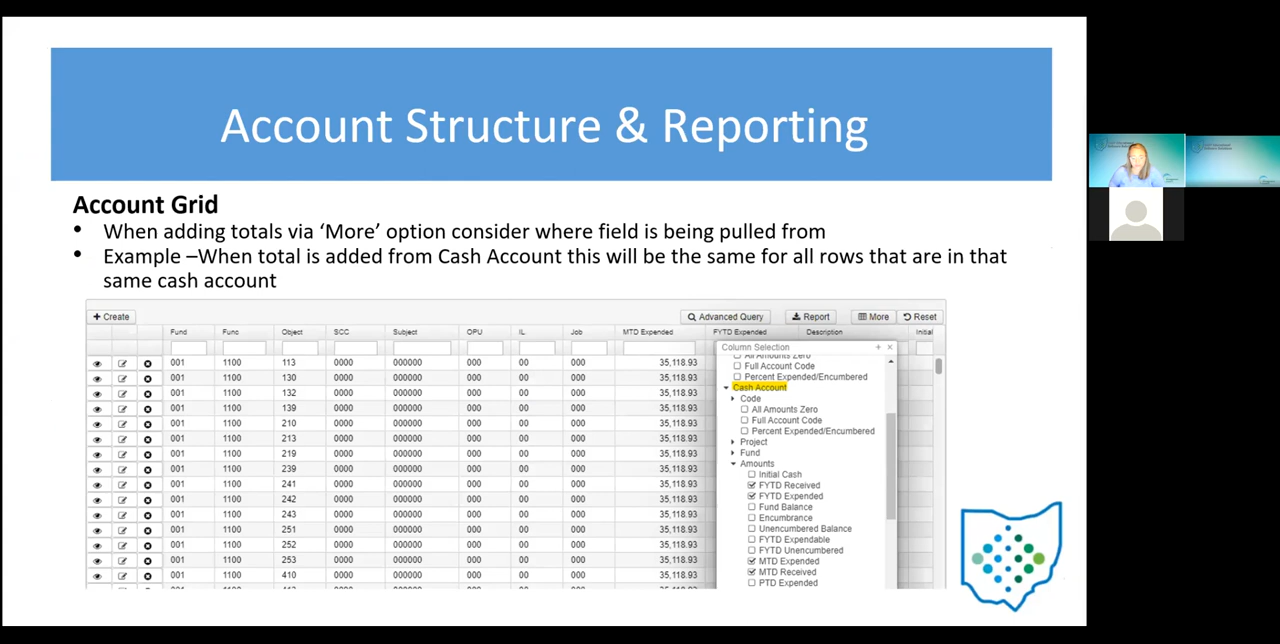 Account Structure & Reporting
Account Grid
• When adding totals via ‘More’ option consider where field is being pulled from
• Example –When total is added from Cash Account this will be the same for all rows that are in that
same cash account
+ Create Advanced Query Report More Reset
Fund Func Object SCC Subject OPU IL Job MTD Expended FYTD Expended Description Initial
Column Selection + ×
All Amounts Zero
Full Account Code
Percent Expended/Encumbered
Cash Account
Code
All Amounts Zero
Full Account Code
Percent Expended/Encumbered
Project
Fund
Amounts
Initial Cash
FYTD Received
FYTD Expended
Fund Balance
Encumbrance
Unencumbered Balance
FYTD Expendable
FYTD Unencumbered
MTD Expended
MTD Received
PTD Expended
001 1100 113 0000 000000 000 00 000 35,118.93
001 1100 130 0000 000000 000 00 000 35,118.93
001 1100 132 0000 000000 000 00 000 35,118.93
001 1100 139 0000 000000 000 00 000 35,118.93
001 1100 210 0000 000000 000 00 000 35,118.93
001 1100 213 0000 000000 000 00 000 35,118.93
001 1100 219 0000 000000 000 00 000 35,118.93
001 1100 239 0000 000000 000 00 000 35,118.93
001 1100 241 0000 000000 000 00 000 35,118.93
001 1100 242 0000 000000 000 00 000 35,118.93
001 1100 243 0000 000000 000 00 000 35,118.93
001 1100 251 0000 000000 000 00 000 35,118.93
001 1100 252 0000 000000 000 00 000 35,118.93
001 1100 253 0000 000000 000 00 000 35,118.93
001 1100 410 0000 000000 000 00 000 35,118.93